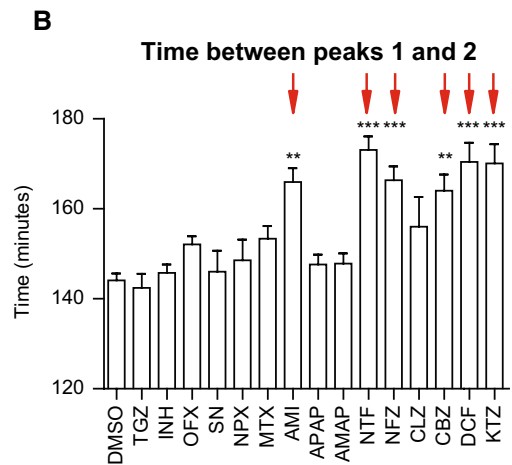 B
Time between peaks 1 and 2
180
160
140
120
Time (minutes)
** *** *** ** *** ***
DMSO
TGZ
INH
OFX
SN
NPX
MTX
AMI
APAP
AMAP
NTF
NFZ
CLZ
CBZ
DCF
KTZ